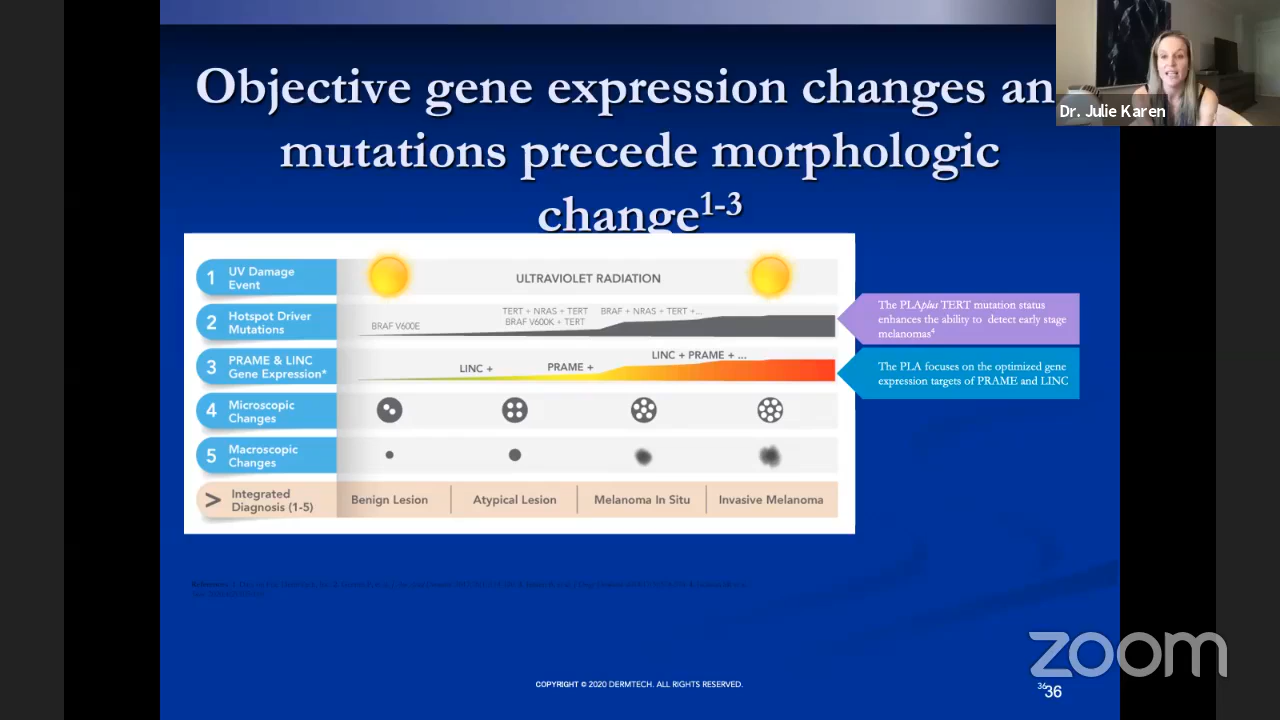 Objective gene expression changes an
mutations precede morphologic
change1-3
Dr. Julie Karen
1 UV Damage
Event
ULTRAVIOLET RADIATION
2 Hotspot Driver
Mutations
BRAF V600E
TERT + NRAS + TERT
BRAF V600K + TERT
BRAF + NRAS + TERT +...
The PLAplus TERT mutation status
enhances the ability to detect early stage
melanomas4
3 PRAME & LINC
Gene Expression*
LINC +
PRAME +
LINC + PRAME + ...
The PLA focuses on the optimized gene
expression targets of PRAME and LINC
4 Microscopic
Changes
5 Macroscopic
Changes
> Integrated
Diagnosis (1-5)
Benign Lesion
Atypical Lesion
Melanoma In Situ
Invasive Melanoma
zoom
COPYRIGHT © 2020 DERMTECH. ALL RIGHTS RESERVED.
36
36